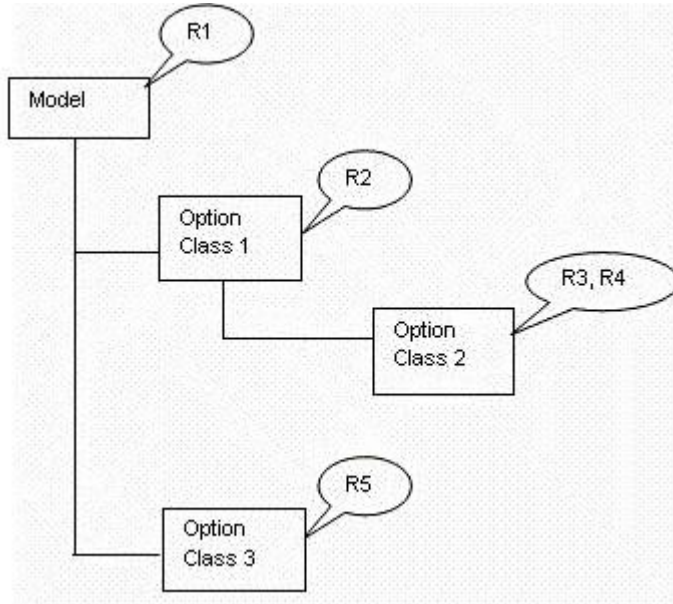 R1
Model
R2
Option
Class 1
R3, R4
Option
Class 2
R5
Option
Class 3